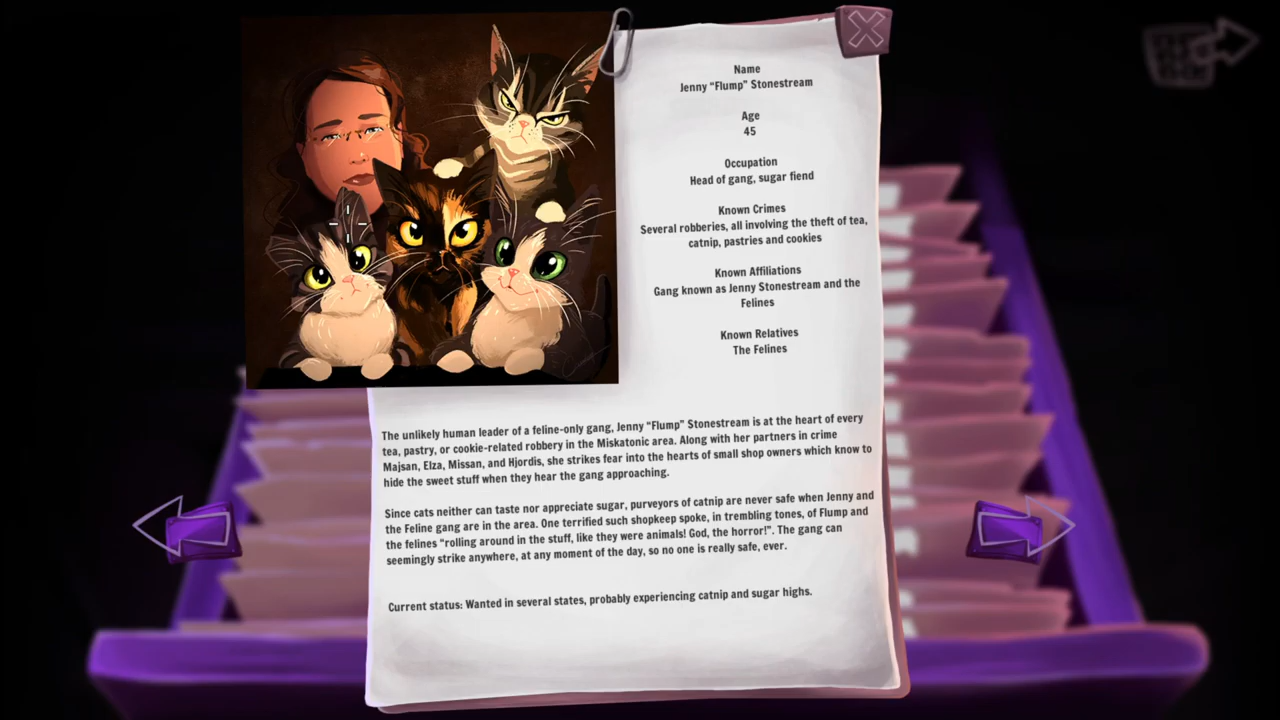 Name
Jenny “Flump” Stonestream
Age
45
Occupation
Head of gang, sugar fiend
Known Crimes
Several robberies, all involving the theft of tea,
catnip, pastries and cookies
Known Affiliations
Gang known as Jenny Stonestream and the
Felines
Known Relatives
The Felines
The unlikely human leader of a feline-only gang, Jenny “Flump” Stonestream is at the heart of every
tea, pastry, or cookie-related robbery in the Miskatonic area. Along with her partners in crime
Majsan, Elza, Missan, and Hjordis, she strikes fear into the hearts of small shop owners which know to
hide the sweet stuff when they hear the gang approaching.
Since cats neither can taste nor appreciate sugar, purveyors of catnip are never safe when Jenny and
the Feline gang are in the area. One terrified such shopkeep spoke, in trembling tones, of Flump and
the felines “rolling around in the stuff, like they were animals! God, the horror!”. The gang can
seemingly strike anywhere, at any moment of the day, so no one is really safe, ever.
Current status: Wanted in several states, probably experiencing catnip and sugar highs.